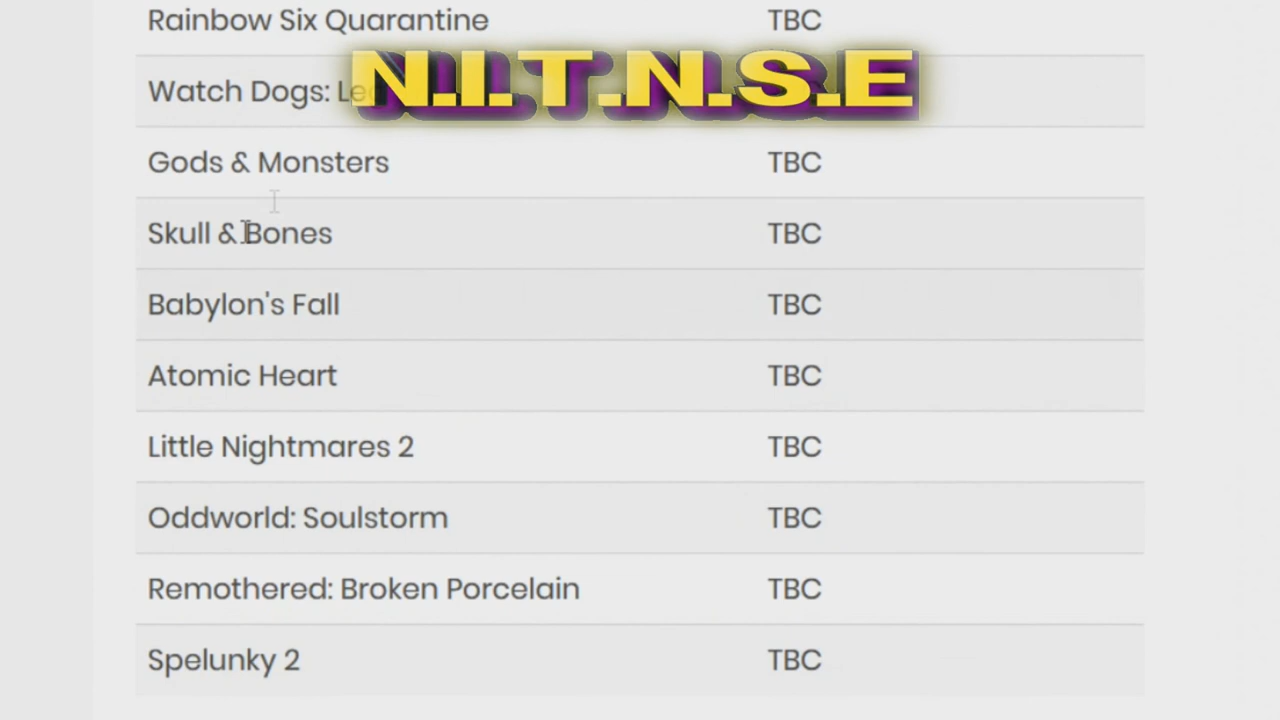 Rainbow Six Quarantine TBC
N.I.T.N.S.E
Watch Dogs:
Gods & Monsters TBC
Skull & Bones TBC
Babylon's Fall TBC
Atomic Heart TBC
Little Nightmares 2 TBC
Oddworld: Soulstorm TBC
Remothered: Broken Porcelain TBC
Spelunky 2 TBC